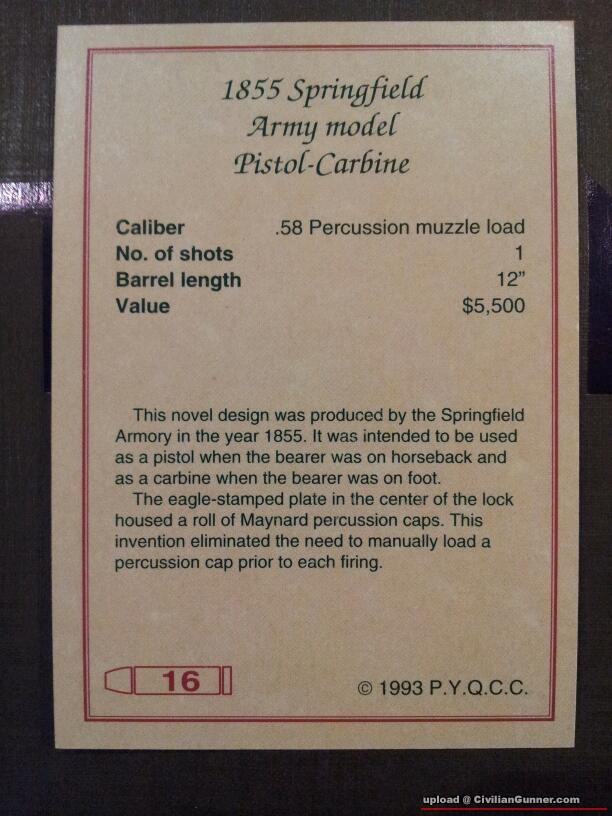 1855 Springfield
Army model
Pistol-Carbine
Caliber .58 Percussion muzzle load
No. of shots 1
Barrel length 12”
Value $5,500
This novel design was produced by the Springfield
Armory in the year 1855. It was intended to be used
as a pistol when the bearer was on horseback and
as a carbine when the bearer was on foot.
The eagle-stamped plate in the center of the lock
housed a roll of Maynard percussion caps. This
invention eliminated the need to manually load a
percussion cap prior to each firing.
16 © 1993 P.Y.Q.C.C.
upload @ CivilianGunner.com